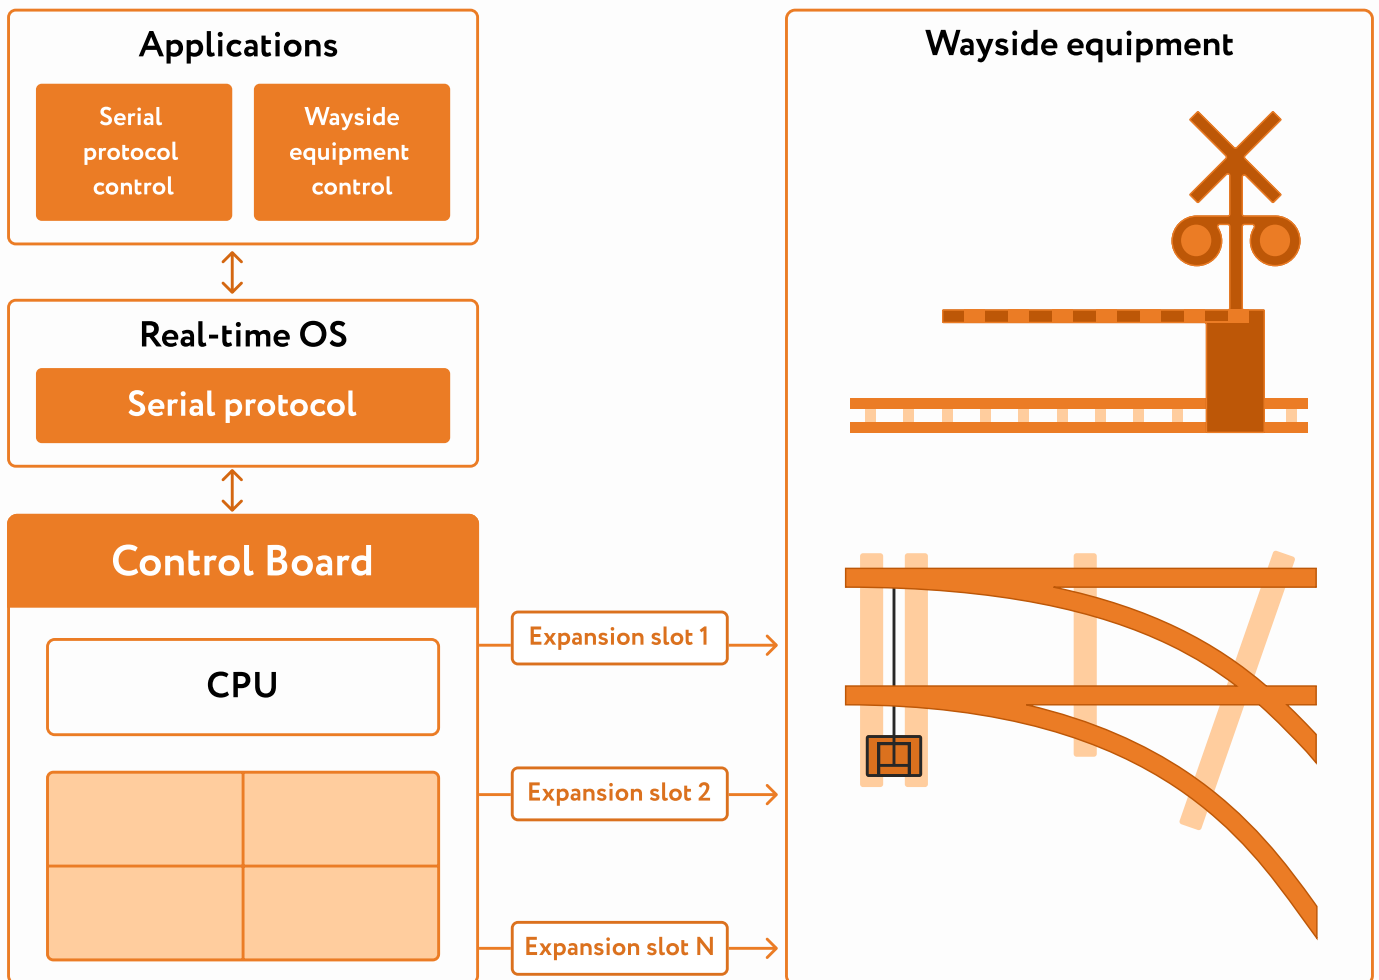 Applications
Serial
protocol
control
Wayside
equipment
control
Real-time OS
Serial protocol
Control Board
CPU
Expansion slot 1
Expansion slot 2
Expansion slot N
Wayside equipment